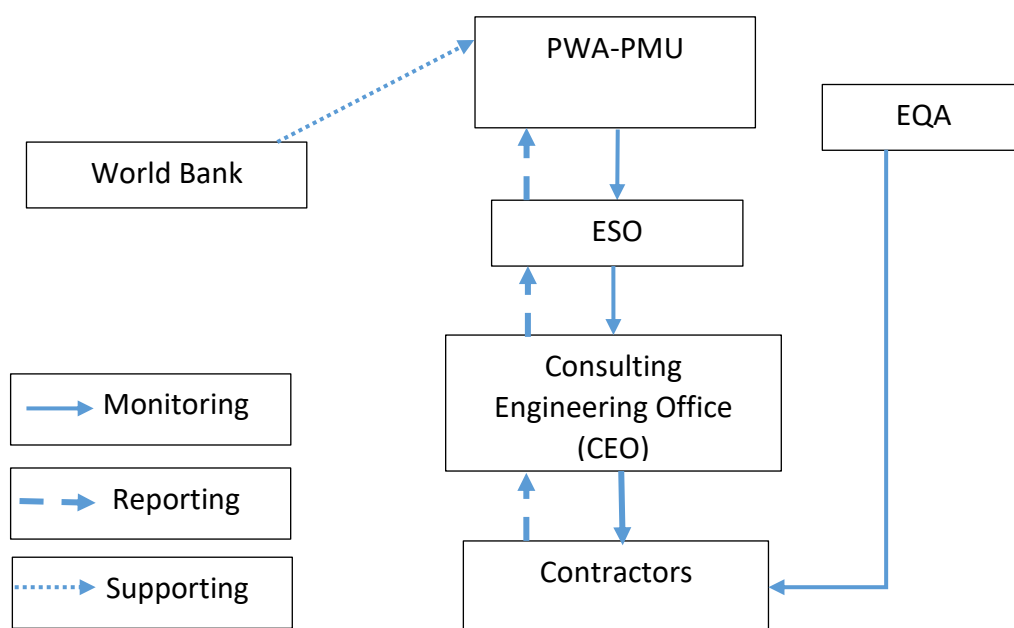 PWA-PMU
EQA
World Bank
ESO
Consulting
Engineering Office
(CEO)
Monitoring
Reporting
Contractors
Supporting